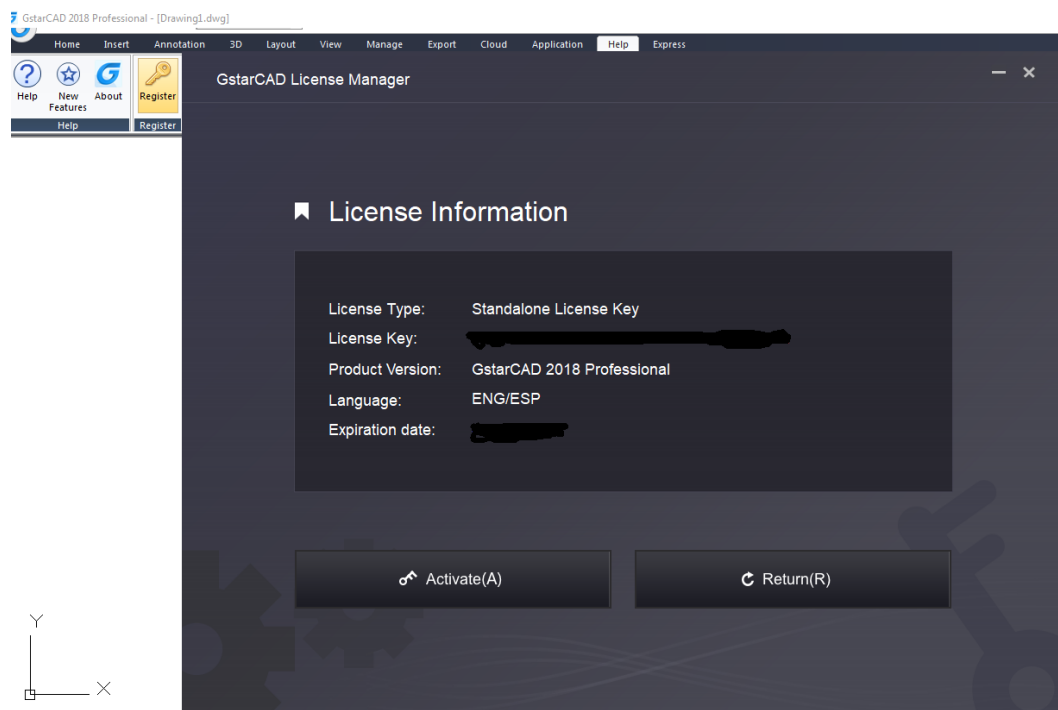 GstarCAD 2018 Professional - [Drawing1.dwg]
Home Insert Annotation 3D Layout View Manage Export Cloud Application Help Express
Help New Features About Register
Help Register
GstarCAD License Manager
License Information
License Type: Standalone License Key
License Key:
Product Version: GstarCAD 2018 Professional
Language: ENG/ESP
Expiration date:
Activate(A) Return(R)
Y
X